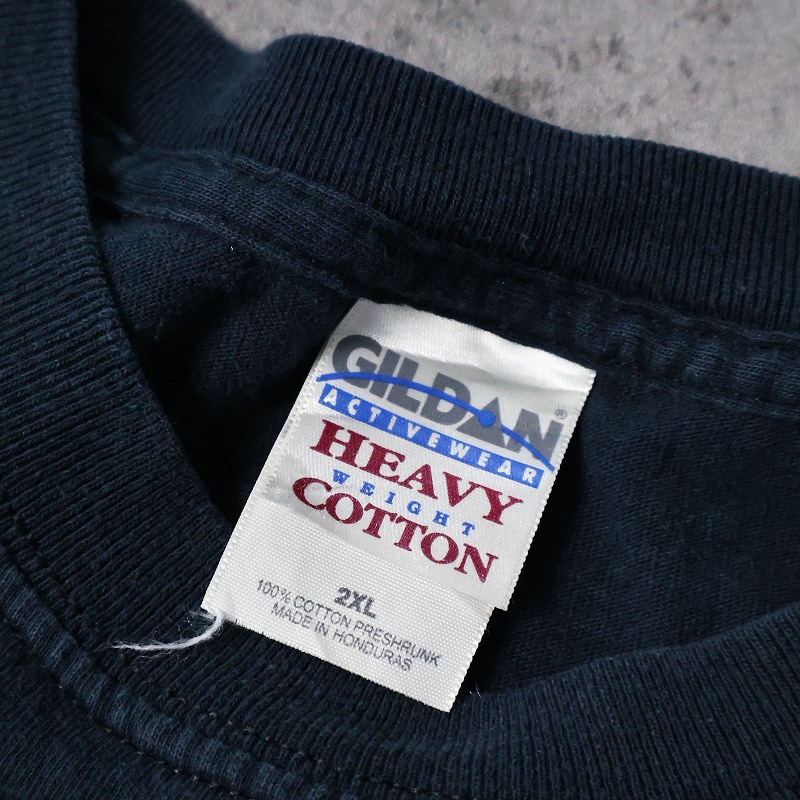 GILDAN®
ACTIVEWEAR
HEAVY
WEIGHT
COTTON
2XL
100% COTTON PRESHRUNK
MADE IN HONDURAS